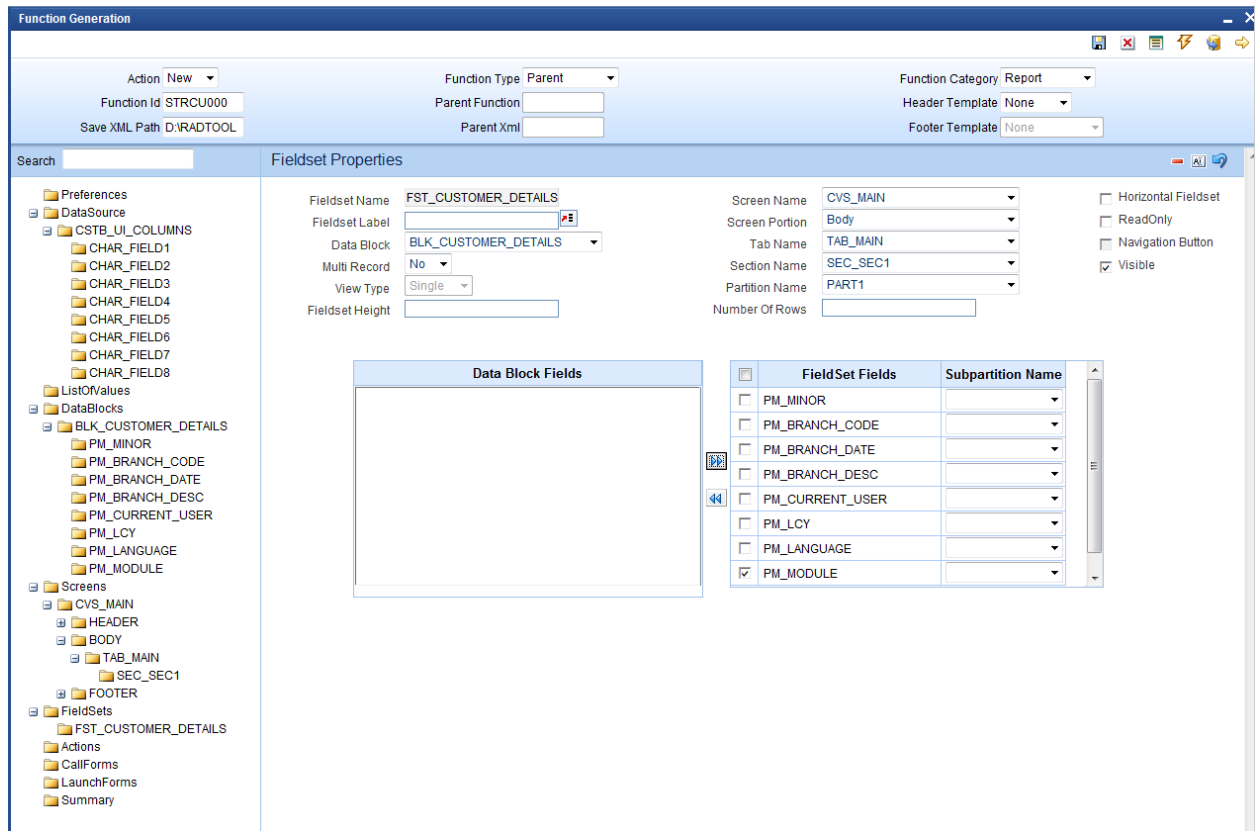 Function Generation
Action New Function Type Parent Function Category Report
Function Id STRCU000 Parent Function Header Template None
Save XML Path D:\RADTOOL Parent Xml Footer Template None
Search
Preferences
DataSource
CSTB_UI_COLUMNS
CHAR_FIELD1
CHAR_FIELD2
CHAR_FIELD3
CHAR_FIELD4
CHAR_FIELD5
CHAR_FIELD6
CHAR_FIELD7
CHAR_FIELD8
ListOfValues
DataBlocks
BLK_CUSTOMER_DETAILS
PM_MINOR
PM_BRANCH_CODE
PM_BRANCH_DATE
PM_BRANCH_DESC
PM_CURRENT_USER
PM_LCY
PM_LANGUAGE
PM_MODULE
Screens
CVS_MAIN
HEADER
BODY
TAB_MAIN
SEC_SEC1
FOOTER
FieldSets
FST_CUSTOMER_DETAILS
Actions
CallForms
LaunchForms
Summary
Fieldset Properties
Fieldset Name FST_CUSTOMER_DETAILS Screen Name CVS_MAIN Horizontal Fieldset
Fieldset Label Screen Portion Body ReadOnly
Data Block BLK_CUSTOMER_DETAILS Tab Name TAB_MAIN Navigation Button
Multi Record No Section Name SEC_SEC1 Visible
View Type Single Partition Name PART1
Fieldset Height Number Of Rows
Data Block Fields
FieldSet Fields Subpartition Name
PM_MINOR
PM_BRANCH_CODE
PM_BRANCH_DATE
PM_BRANCH_DESC
PM_CURRENT_USER
PM_LCY
PM_LANGUAGE
PM_MODULE